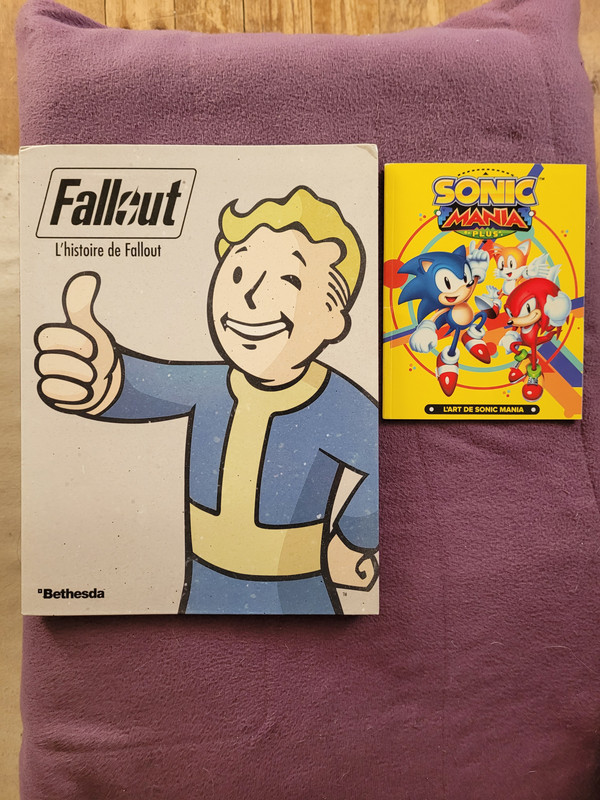 Fallout
L'histoire de Fallout
Bethesda
SONIC
MANIA
PLUS
L'ART DE SONIC MANIA